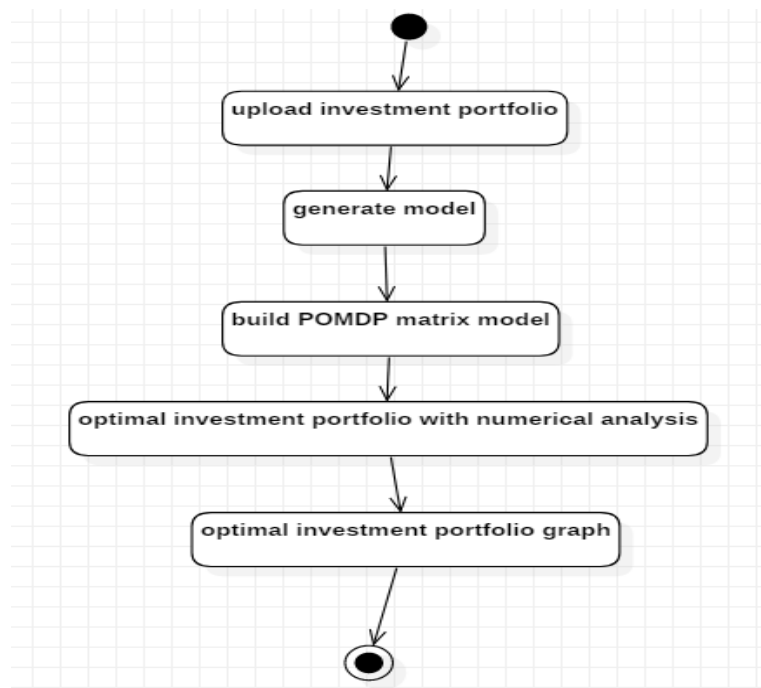 upload investment portfolio
generate model
build POMDP matrix model
optimal investment portfolio with numerical analysis
optimal investment portfolio graph